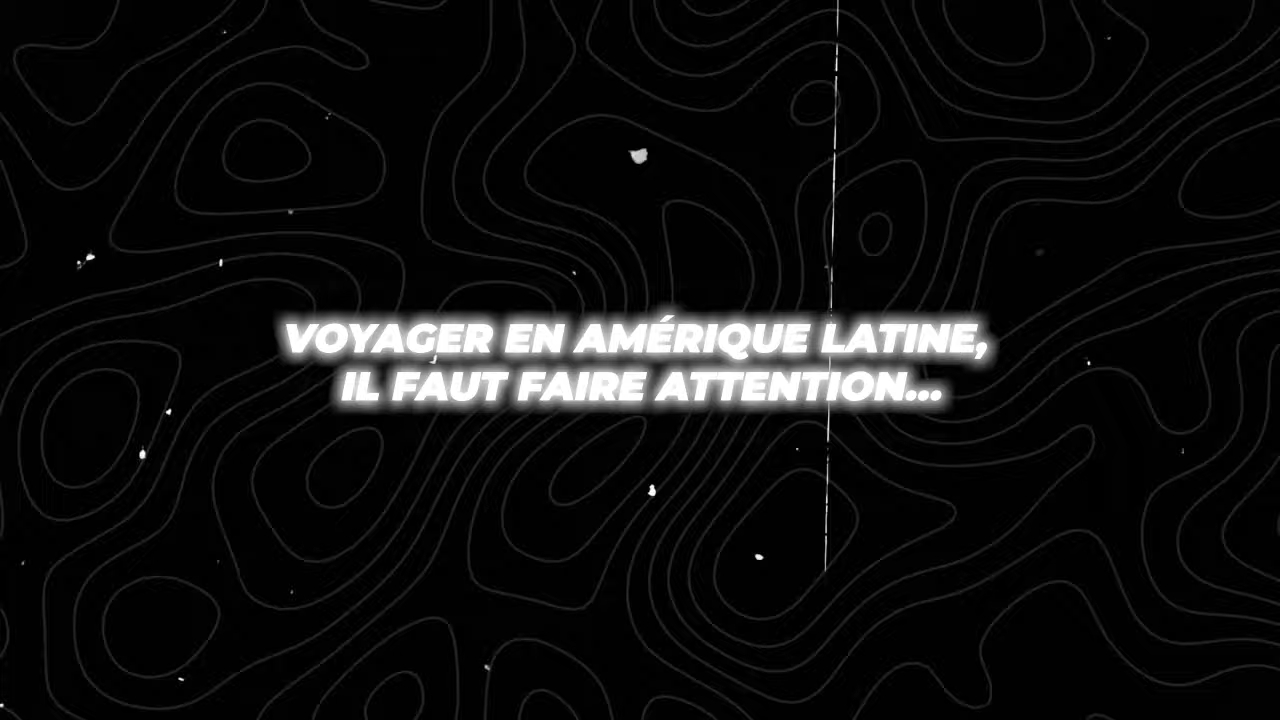 VOYAGER EN AMÉRIQUE LATINE,
IL FAUT FAIRE ATTENTION...